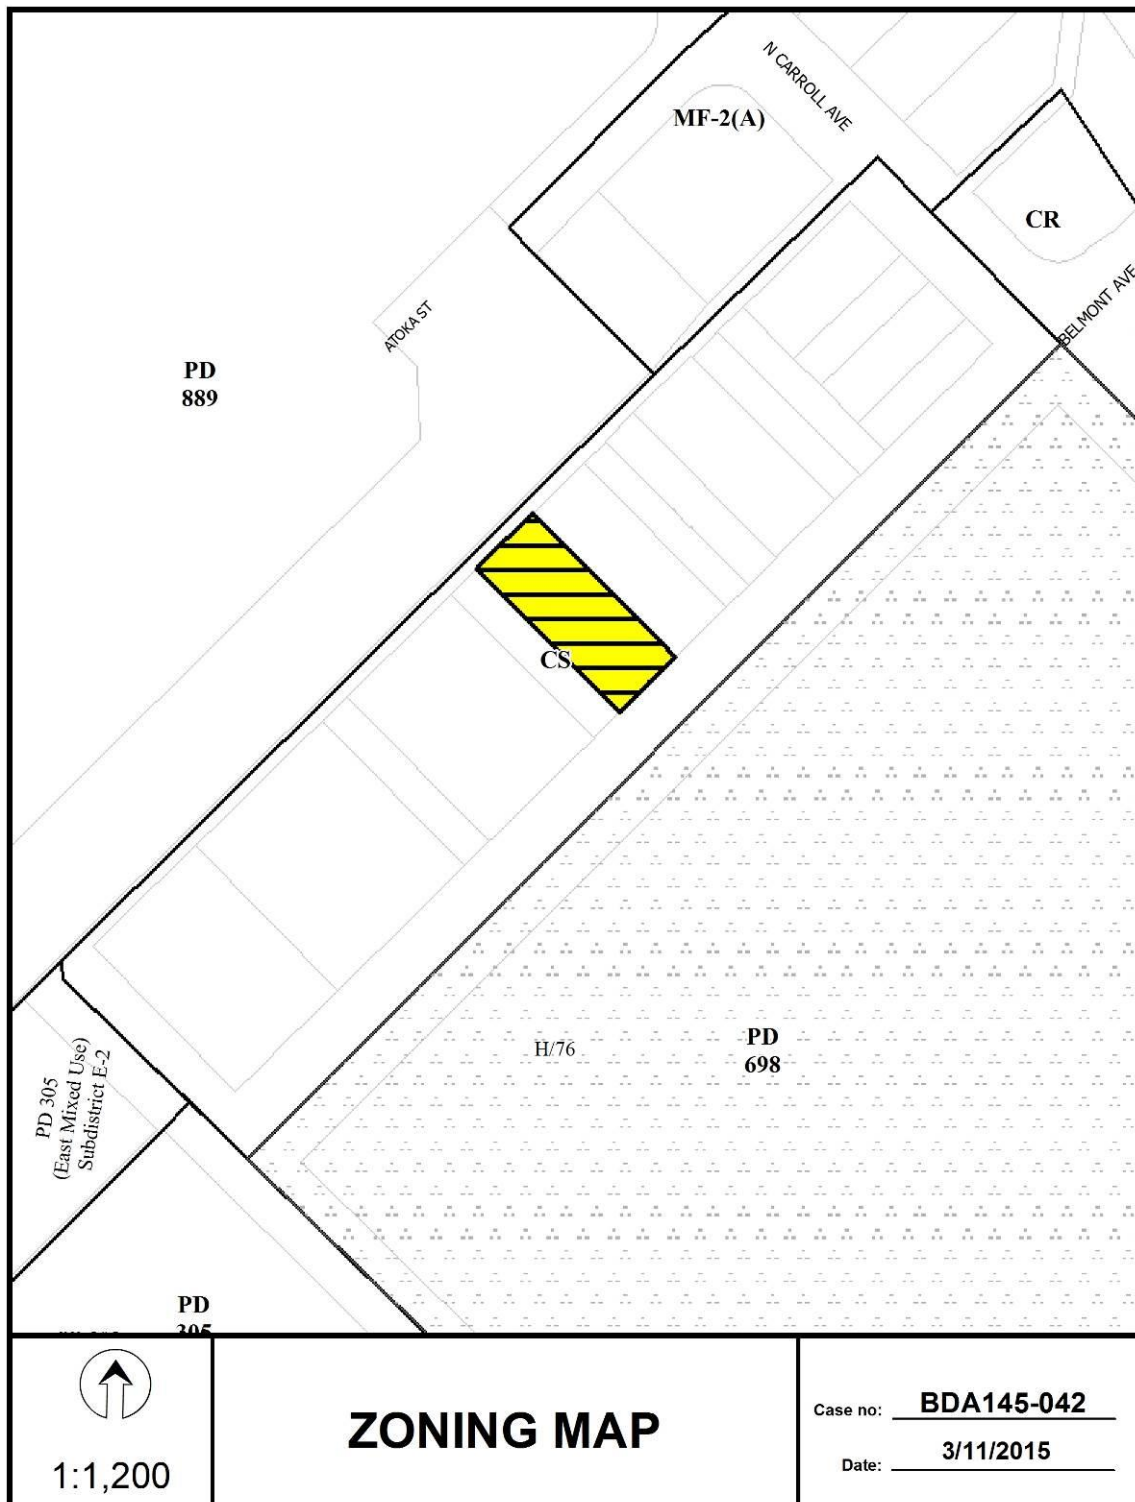 N CARROLL AVE
MF-2(A)
CR
BELMONT AVE
ATOKA ST
PD
889
CS
H/76
PD
698
PD 305
(East Mixed Use)
Subdistrict E-2
PD
305
1:1,200
ZONING MAP
Case no: BDA145-042
Date: 3/11/2015